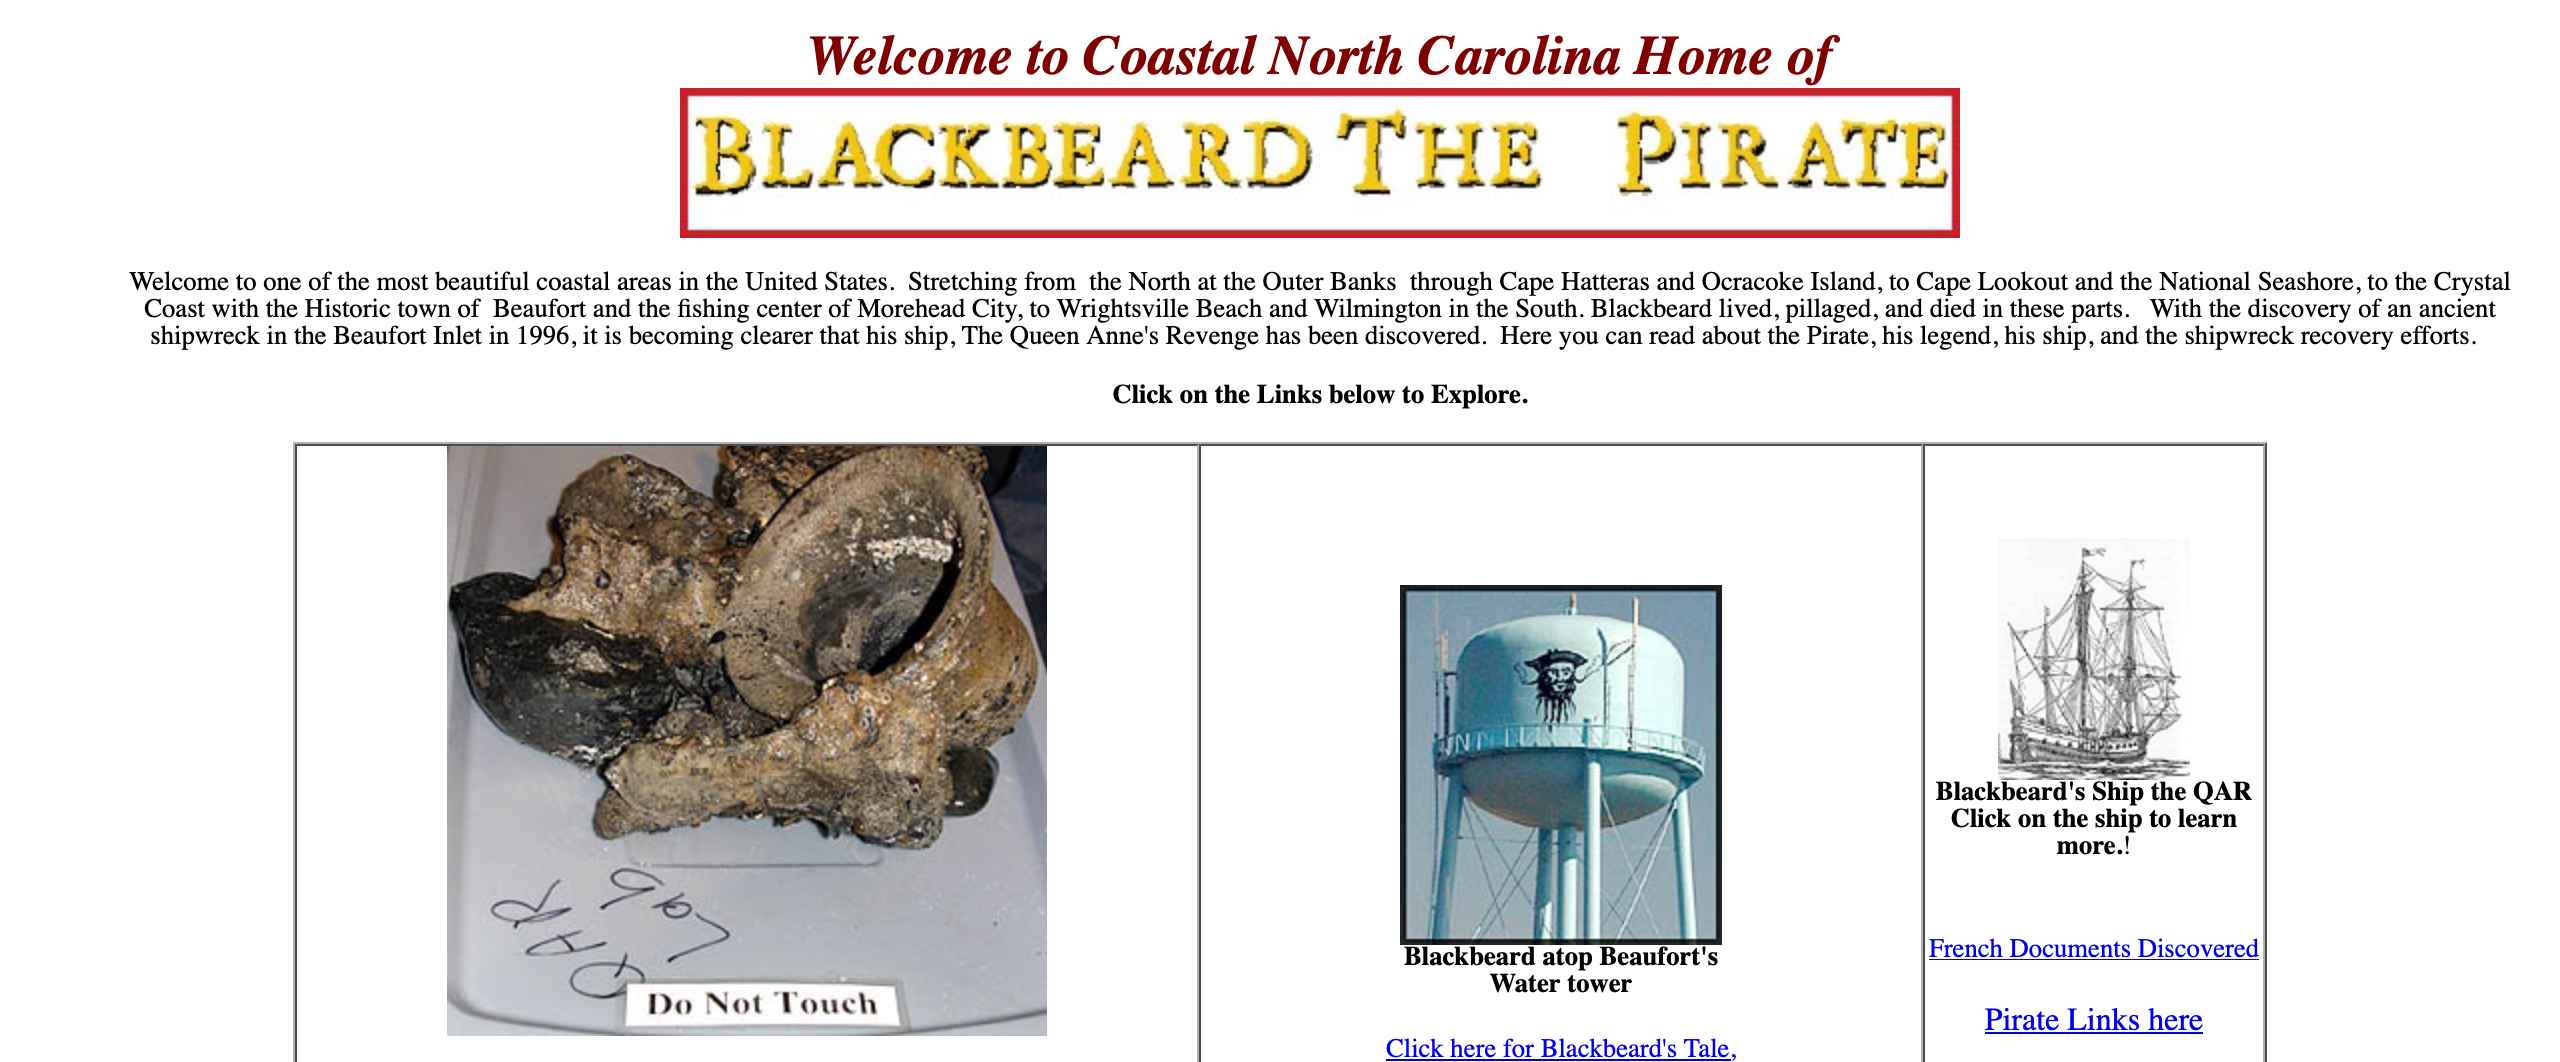 Welcome to Coastal North Carolina Home of
BLACKBEARD THE PIRATE
Welcome to one of the most beautiful coastal areas in the United States. Stretching from the North at the Outer Banks through Cape Hatteras and Ocracoke Island, to Cape Lookout and the National Seashore, to the Crystal
Coast with the Historic town of Beaufort and the fishing center of Morehead City, to Wrightsville Beach and Wilmington in the South. Blackbeard lived, pillaged, and died in these parts. With the discovery of an ancient
shipwreck in the Beaufort Inlet in 1996, it is becoming clearer that his ship, The Queen Anne's Revenge has been discovered. Here you can read about the Pirate, his legend, his ship, and the shipwreck recovery efforts.
Click on the Links below to Explore.
QAR
Lab
Do Not Touch
Blackbeard atop Beaufort's
Water tower
Click here for Blackbeard's Tale,
Blackbeard's Ship the QAR
Click on the ship to learn
more.!
French Documents Discovered
Pirate Links here